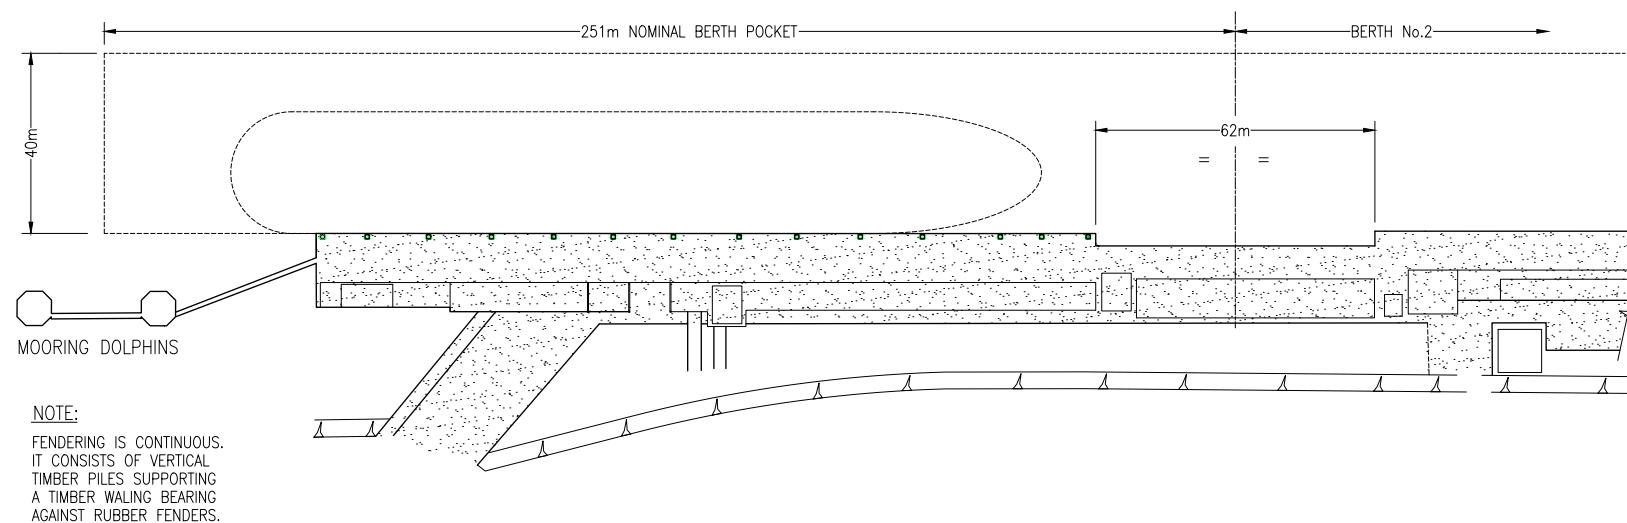 251m NOMINAL BERTH POCKET
BERTH No.2
40m
62m
MOORING DOLPHINS
NOTE:
FENDERING IS CONTINUOUS.
IT CONSISTS OF VERTICAL
TIMBER PILES SUPPORTING
A TIMBER WALING BEARING
AGAINST RUBBER FENDERS.